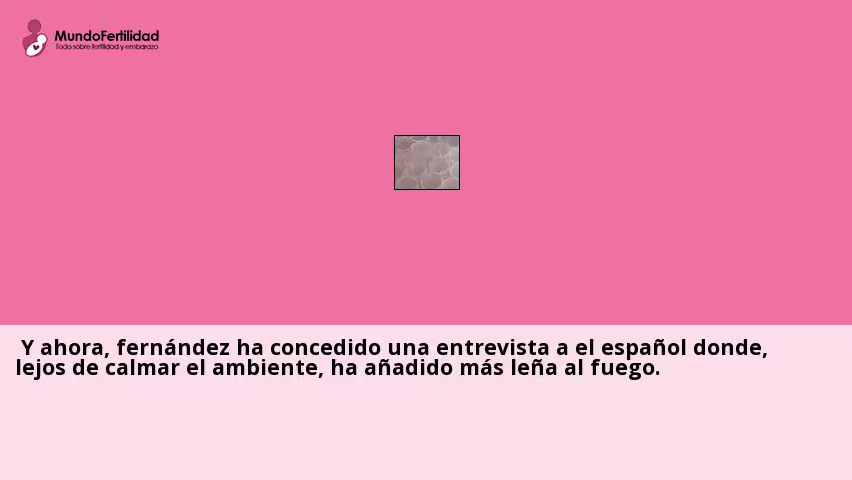 MundoFertilidad
Todo sobre fertilidad y embarazo
Y ahora, fernández ha concedido una entrevista a el español donde,
lejos de calmar el ambiente, ha añadido más leña al fuego.